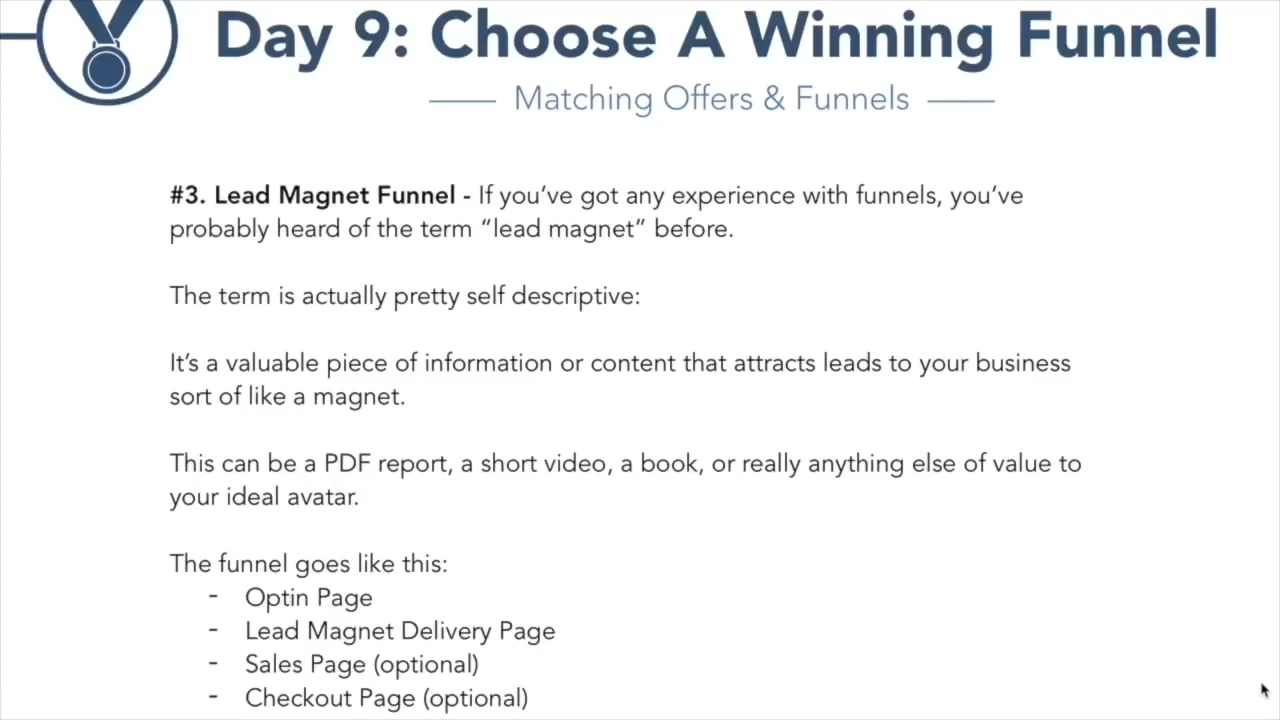 Day 9: Choose A Winning Funnel
Matching Offers & Funnels
#3. Lead Magnet Funnel - If you’ve got any experience with funnels, you’ve
probably heard of the term “lead magnet” before.
The term is actually pretty self descriptive:
It’s a valuable piece of information or content that attracts leads to your business
sort of like a magnet.
This can be a PDF report, a short video, a book, or really anything else of value to
your ideal avatar.
The funnel goes like this:
- Optin Page
- Lead Magnet Delivery Page
- Sales Page (optional)
- Checkout Page (optional)